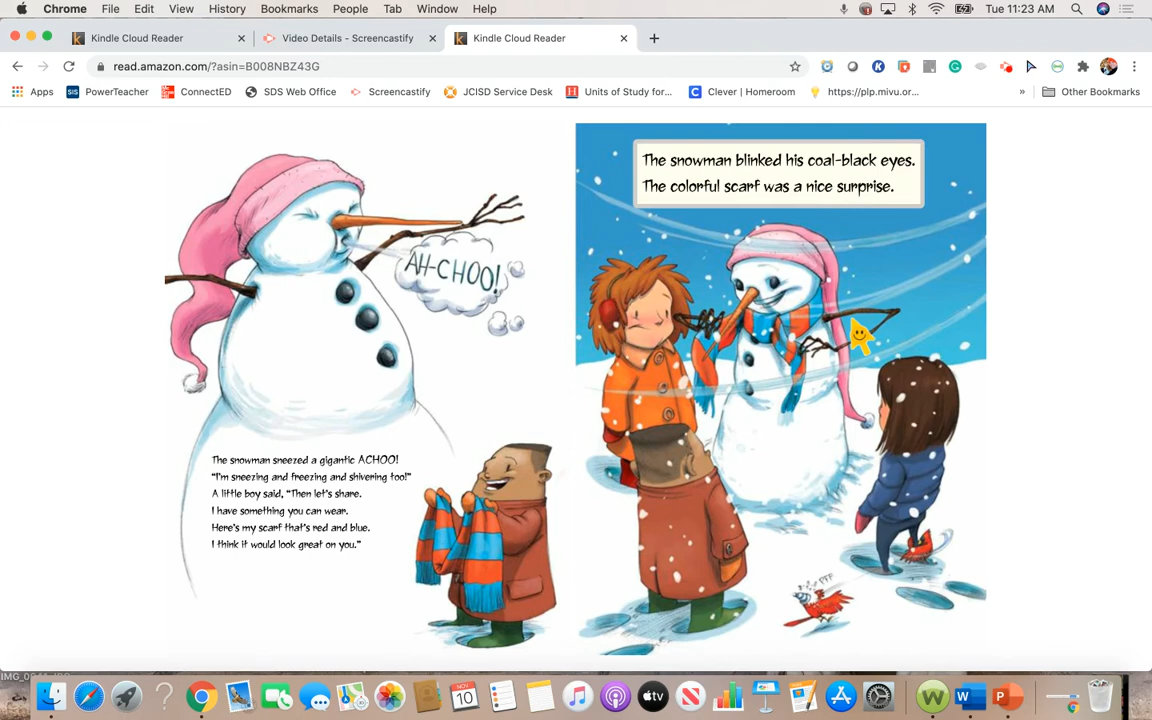 Chrome File Edit View History Bookmarks People Tab Window Help Tue 11:23 AM
Kindle Cloud Reader Video Details - Screencastify Kindle Cloud Reader
read.amazon.com/?asin=B008NBZ43G
Apps SIS PowerTeacher ConnectED SDS Web Office Screencastify JCISD Service Desk H Units of Study for... C Clever | Homeroom https://plp.mivu.or... » Other Bookmarks
AH-CHOO!
The snowman sneezed a gigantic ACHOO!
"I'm sneezing and freezing and shivering too!"
A little boy said, "Then let's share.
I have something you can wear.
Here's my scarf that's red and blue.
I think it would look great on you."
The snowman blinked his coal-black eyes.
The colorful scarf was a nice surprise.
NOV
10
tv
W
W
P